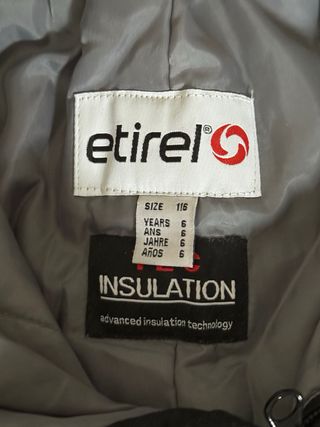 etirel®
SIZE 116
YEARS 6
ANS 6
JAHRE 6
AÑOS 6
INSULATION
advanced insulation technology